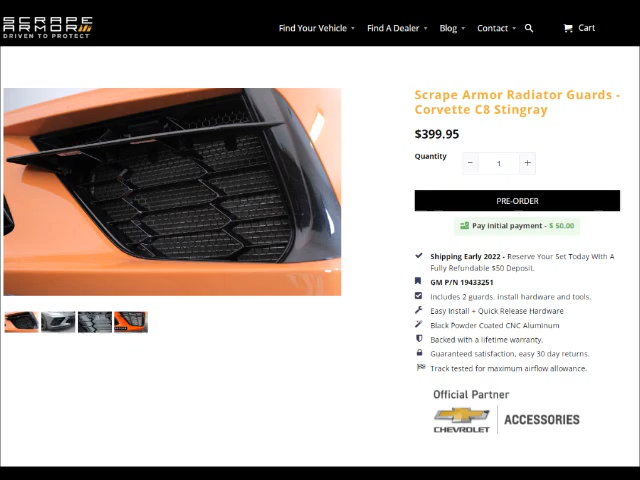 SCRAPE
ARMOR
DRIVEN TO PROTECT
Find Your Vehicle
Find A Dealer
Blog
Contact
Cart
Scrape Armor Radiator Guards -
Corvette C8 Stingray
$399.95
Quantity
- 1 +
PRE-ORDER
Pay initial payment - $ 50.00
Shipping Early 2022 - Reserve Your Set Today With A
Fully Refundable $50 Deposit.
GM P/N 19433251
Includes 2 guards, install hardware and tools.
Easy Install + Quick Release Hardware
Black Powder Coated CNC Aluminum
Backed with a lifetime warranty.
Guaranteed satisfaction, easy 30 day returns.
Track tested for maximum airflow allowance.
Official Partner
CHEVROLET
ACCESSORIES